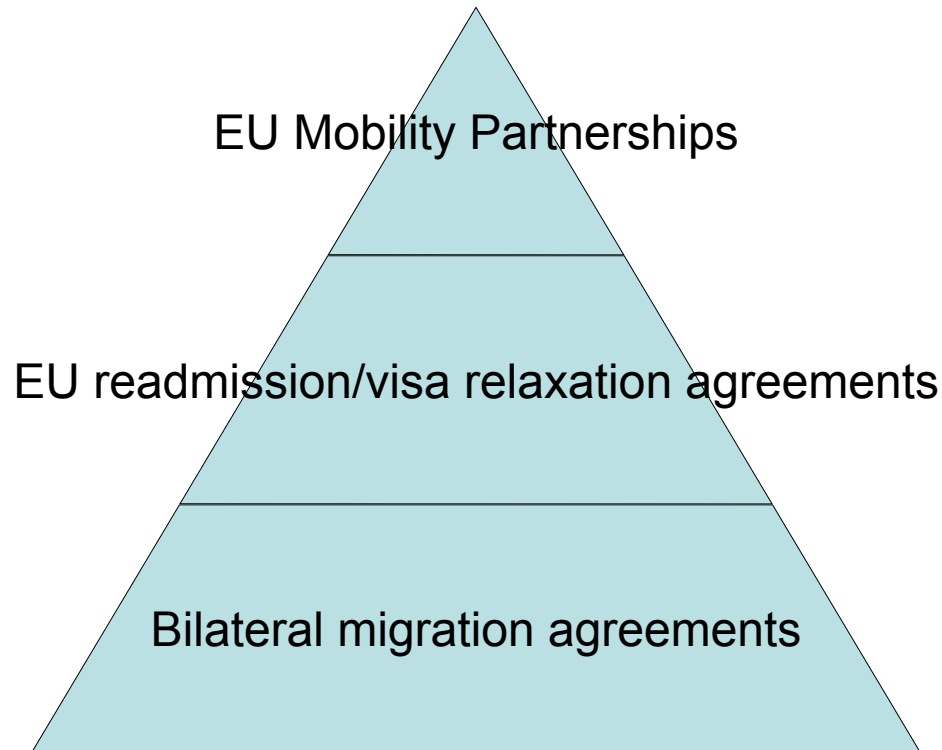 EU Mobility Partnerships
EU readmission/visa relaxation agreements
Bilateral migration agreements